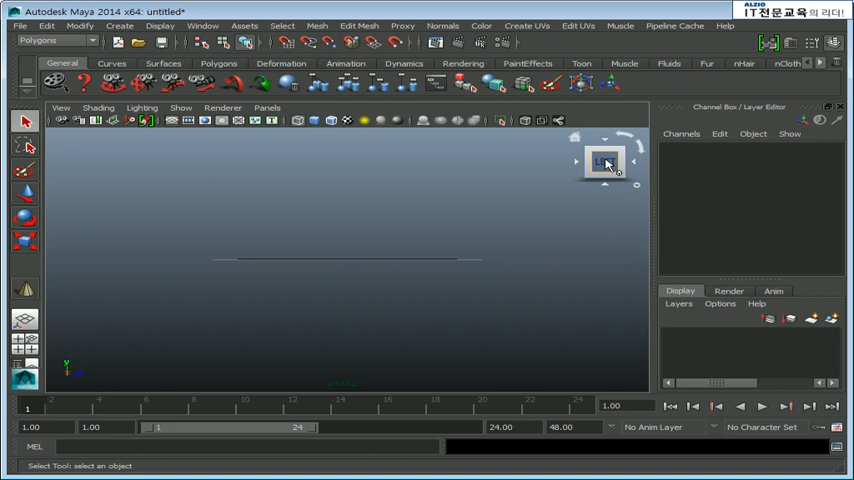 Autodesk Maya 2014 x64: untitled*
ALZIO
IT전문교육의 리더!
File Edit Modify Create Display Window Assets Select Mesh Edit Mesh Proxy Normals Color Create UVs Edit UVs Muscle Pipeline Cache Help
Polygons
General Curves Surfaces Polygons Deformation Animation Dynamics Rendering PaintEffects Toon Muscle Fluids Fur nHair nCloth
View Shading Lighting Show Renderer Panels
Channel Box / Layer Editor
Channels Edit Object Show
y
persp
Display Render Anim
Layers Options Help
2 4 6 8 10 12 14 16 18 20 22 24
1
1.00
1.00 1.00 1 24 24.00 48.00 No Anim Layer No Character Set
MEL
Select Tool: select an object